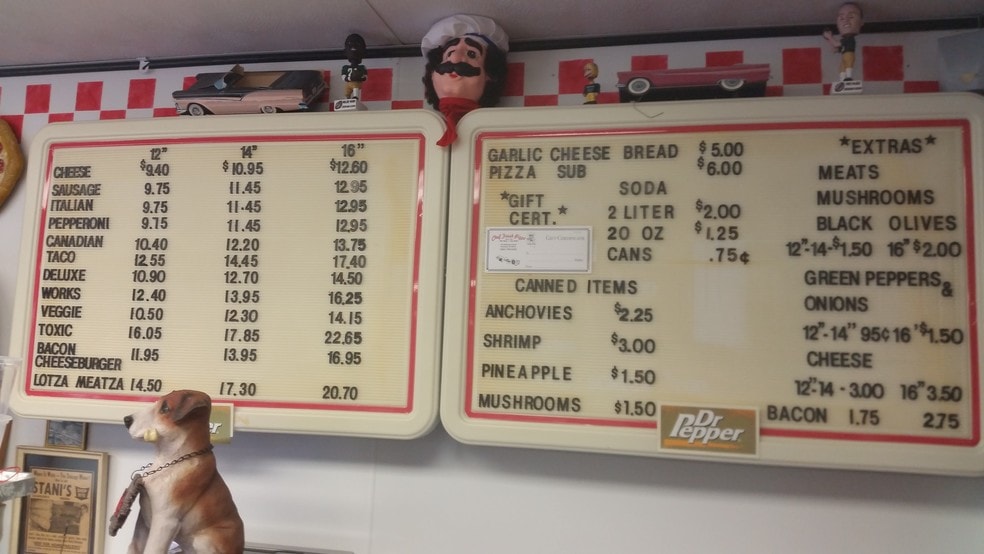 12" 14" 16"
CHEESE $9.40 $10.95 $12.60
SAUSAGE 9.75 11.45 12.95
ITALIAN 9.75 11.45 12.95
PEPPERONI 9.75 11.45 12.95
CANADIAN 10.40 12.20 13.75
TACO 12.55 14.45 17.40
DELUXE 10.90 12.70 14.50
WORKS 12.40 13.95 16.25
VEGGIE 10.50 12.30 14.15
TOXIC 16.05 17.85 22.65
BACON
CHEESEBURGER 11.95 13.95 16.95
LOTZA MEATZA 14.50 17.30 20.70
er
GARLIC CHEESE BREAD $5.00
PIZZA SUB $6.00
*GIFT
CERT.*
SODA
2 LITER $2.00
20 OZ $1.25
CANS .75¢
CANNED ITEMS
ANCHOVIES $2.25
SHRIMP $3.00
PINEAPPLE $1.50
MUSHROOMS $1.50
Dr
Pepper
*EXTRAS*
MEATS
MUSHROOMS
BLACK OLIVES
12"-14-$1.50 16" $2.00
GREEN PEPPERS &
ONIONS
12"-14" 95¢ 16'$1.50
CHEESE
12"-14 - 3.00 16" 3.50
BACON 1.75 2.75
STANI'S